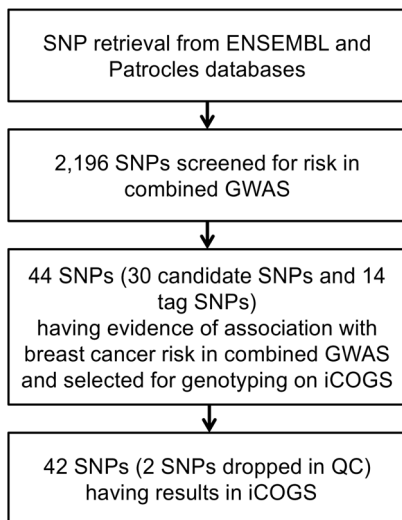 SNP retrieval from ENSEMBL and
Patrocles databases
2,196 SNPs screened for risk in
combined GWAS
44 SNPs (30 candidate SNPs and 14
tag SNPs)
having evidence of association with
breast cancer risk in combined GWAS
and selected for genotyping on iCOGS
42 SNPs (2 SNPs dropped in QC)
having results in iCOGS